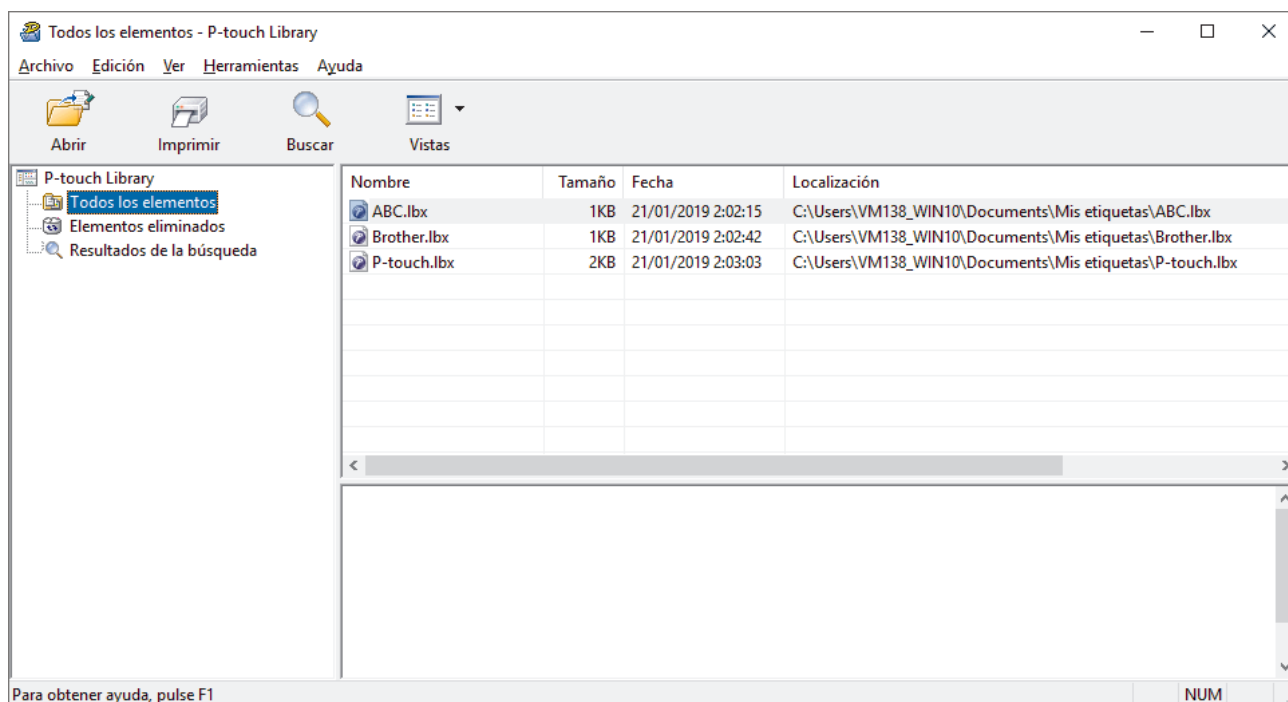 Todos los elementos - P-touch Library
Archivo Edición Ver Herramientas Ayuda
Abrir Imprimir Buscar Vistas
P-touch Library
Todos los elementos
Elementos eliminados
Resultados de la búsqueda
Nombre Tamaño Fecha Localización
ABC.lbx 1KB 21/01/2019 2:02:15 C:\Users\VM138_WIN10\Documents\Mis etiquetas\ABC.lbx
Brother.lbx 1KB 21/01/2019 2:02:42 C:\Users\VM138_WIN10\Documents\Mis etiquetas\Brother.lbx
P-touch.lbx 2KB 21/01/2019 2:03:03 C:\Users\VM138_WIN10\Documents\Mis etiquetas\P-touch.lbx
Para obtener ayuda, pulse F1 NUM